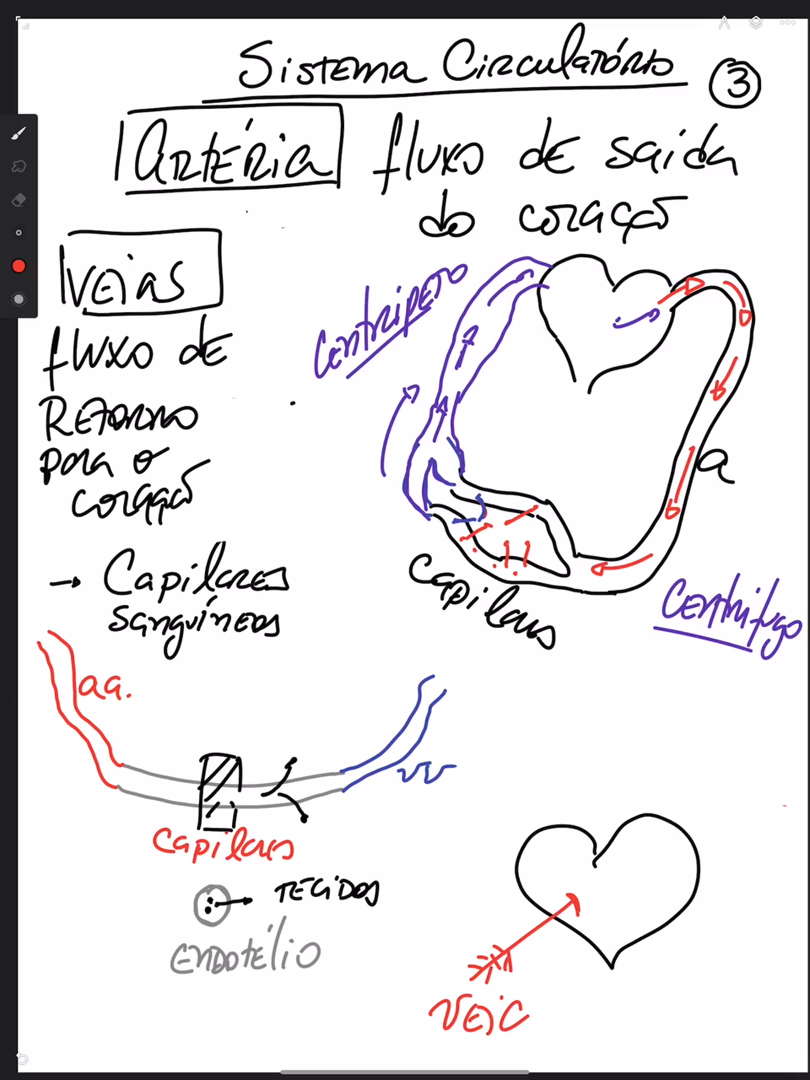 Sistema Circulatório
3
Artéria fluxo de saída
do coração
Veias
fluxo de
Retorno
para o
coração
Centrípeto
a
Capilares
Centrífugo
→ Capilares
sanguíneos
aa.
vv
Capilares
→ Tecidos
Endotélio